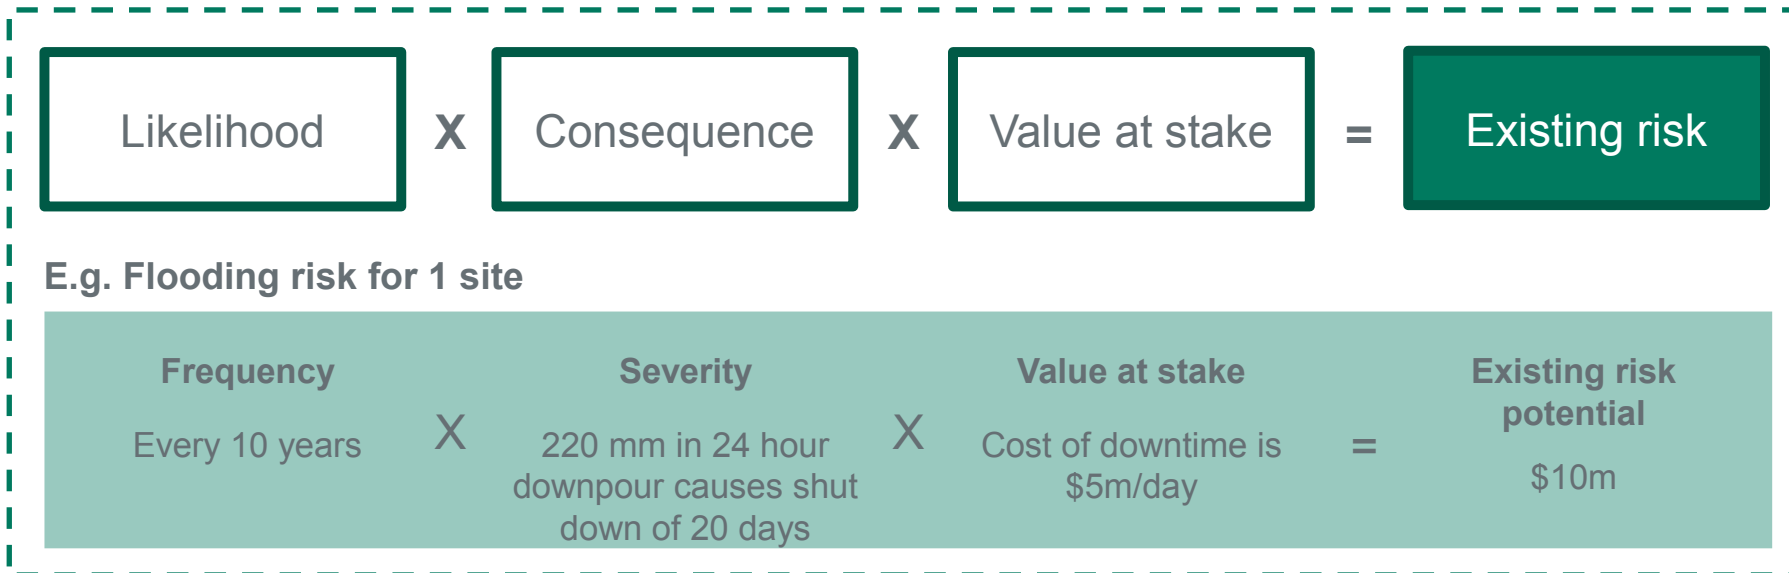 Likelihood X Consequence X Value at stake = Existing risk
E.g. Flooding risk for 1 site
Frequency
Every 10 years
X
Severity
220 mm in 24 hour
downpour causes shut
down of 20 days
X
Value at stake
Cost of downtime is
$5m/day
=
Existing risk
potential
$10m